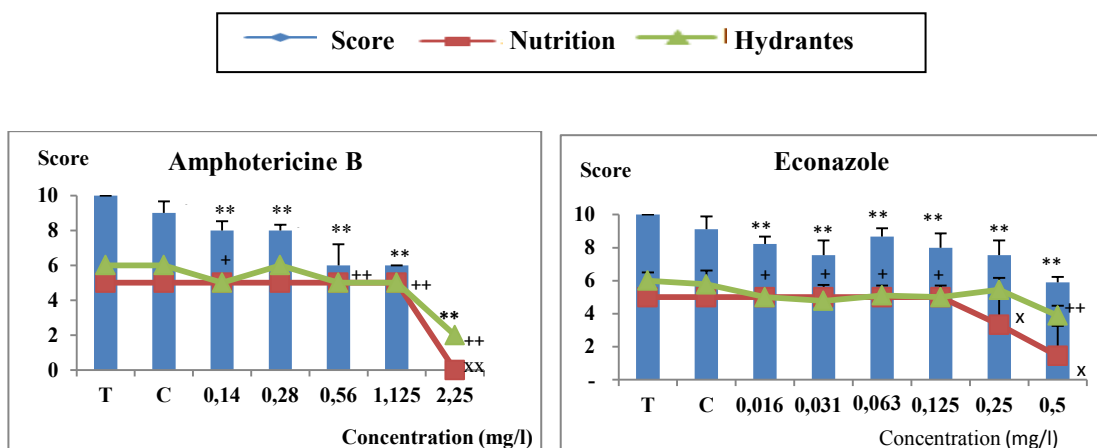 Score Nutrition Hydrantes
Score
Amphotericine B
10
8
6
4
2
0
** ** ** ** **
+ ++ ++ ++
xx
T C 0,14 0,28 0,56 1,125 2,25
Concentration (mg/l)
Score
Econazole
10
8
6
4
2
-
** ** ** ** ** **
+ + + + ++
x x
T C 0,016 0,031 0,063 0,125 0,25 0,5
Concentration (mg/l)